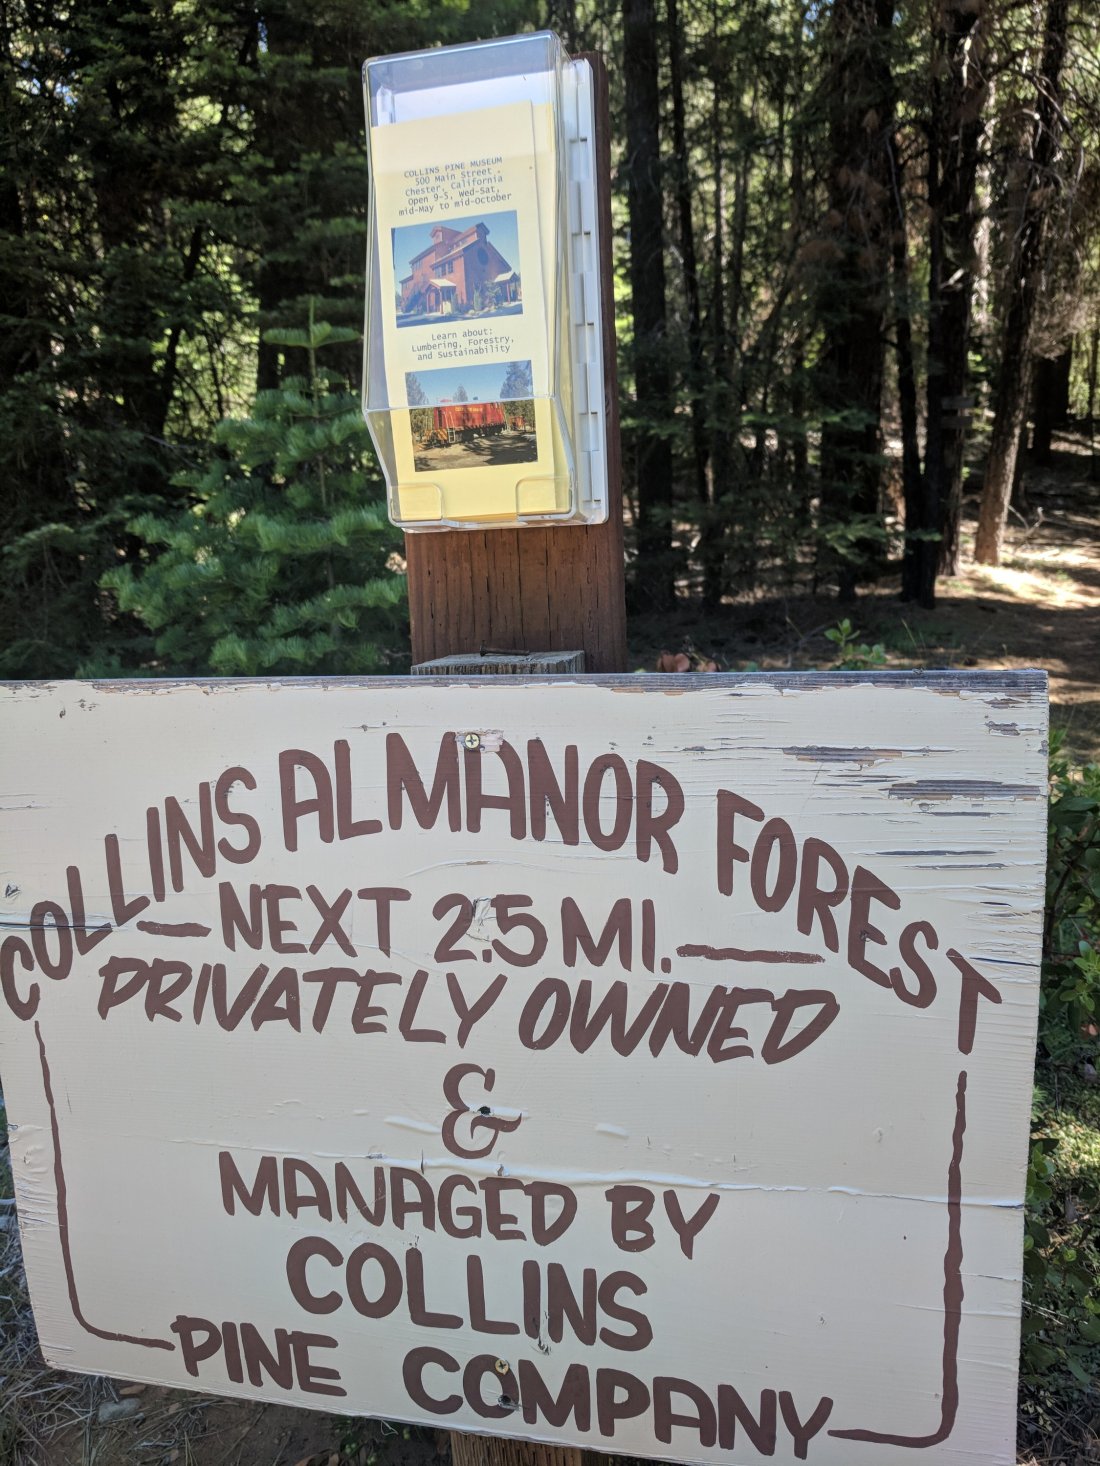 COLLINS PINE MUSEUM
500 Main Street
Chester, California
Open 9-5, Wed-Sat,
mid-May to mid-October
Learn about:
Lumbering, Forestry,
and Sustainability
COLLINS ALMANOR FOREST
NEXT 2.5 MI.
PRIVATELY OWNED
&
MANAGED BY
COLLINS
PINE COMPANY